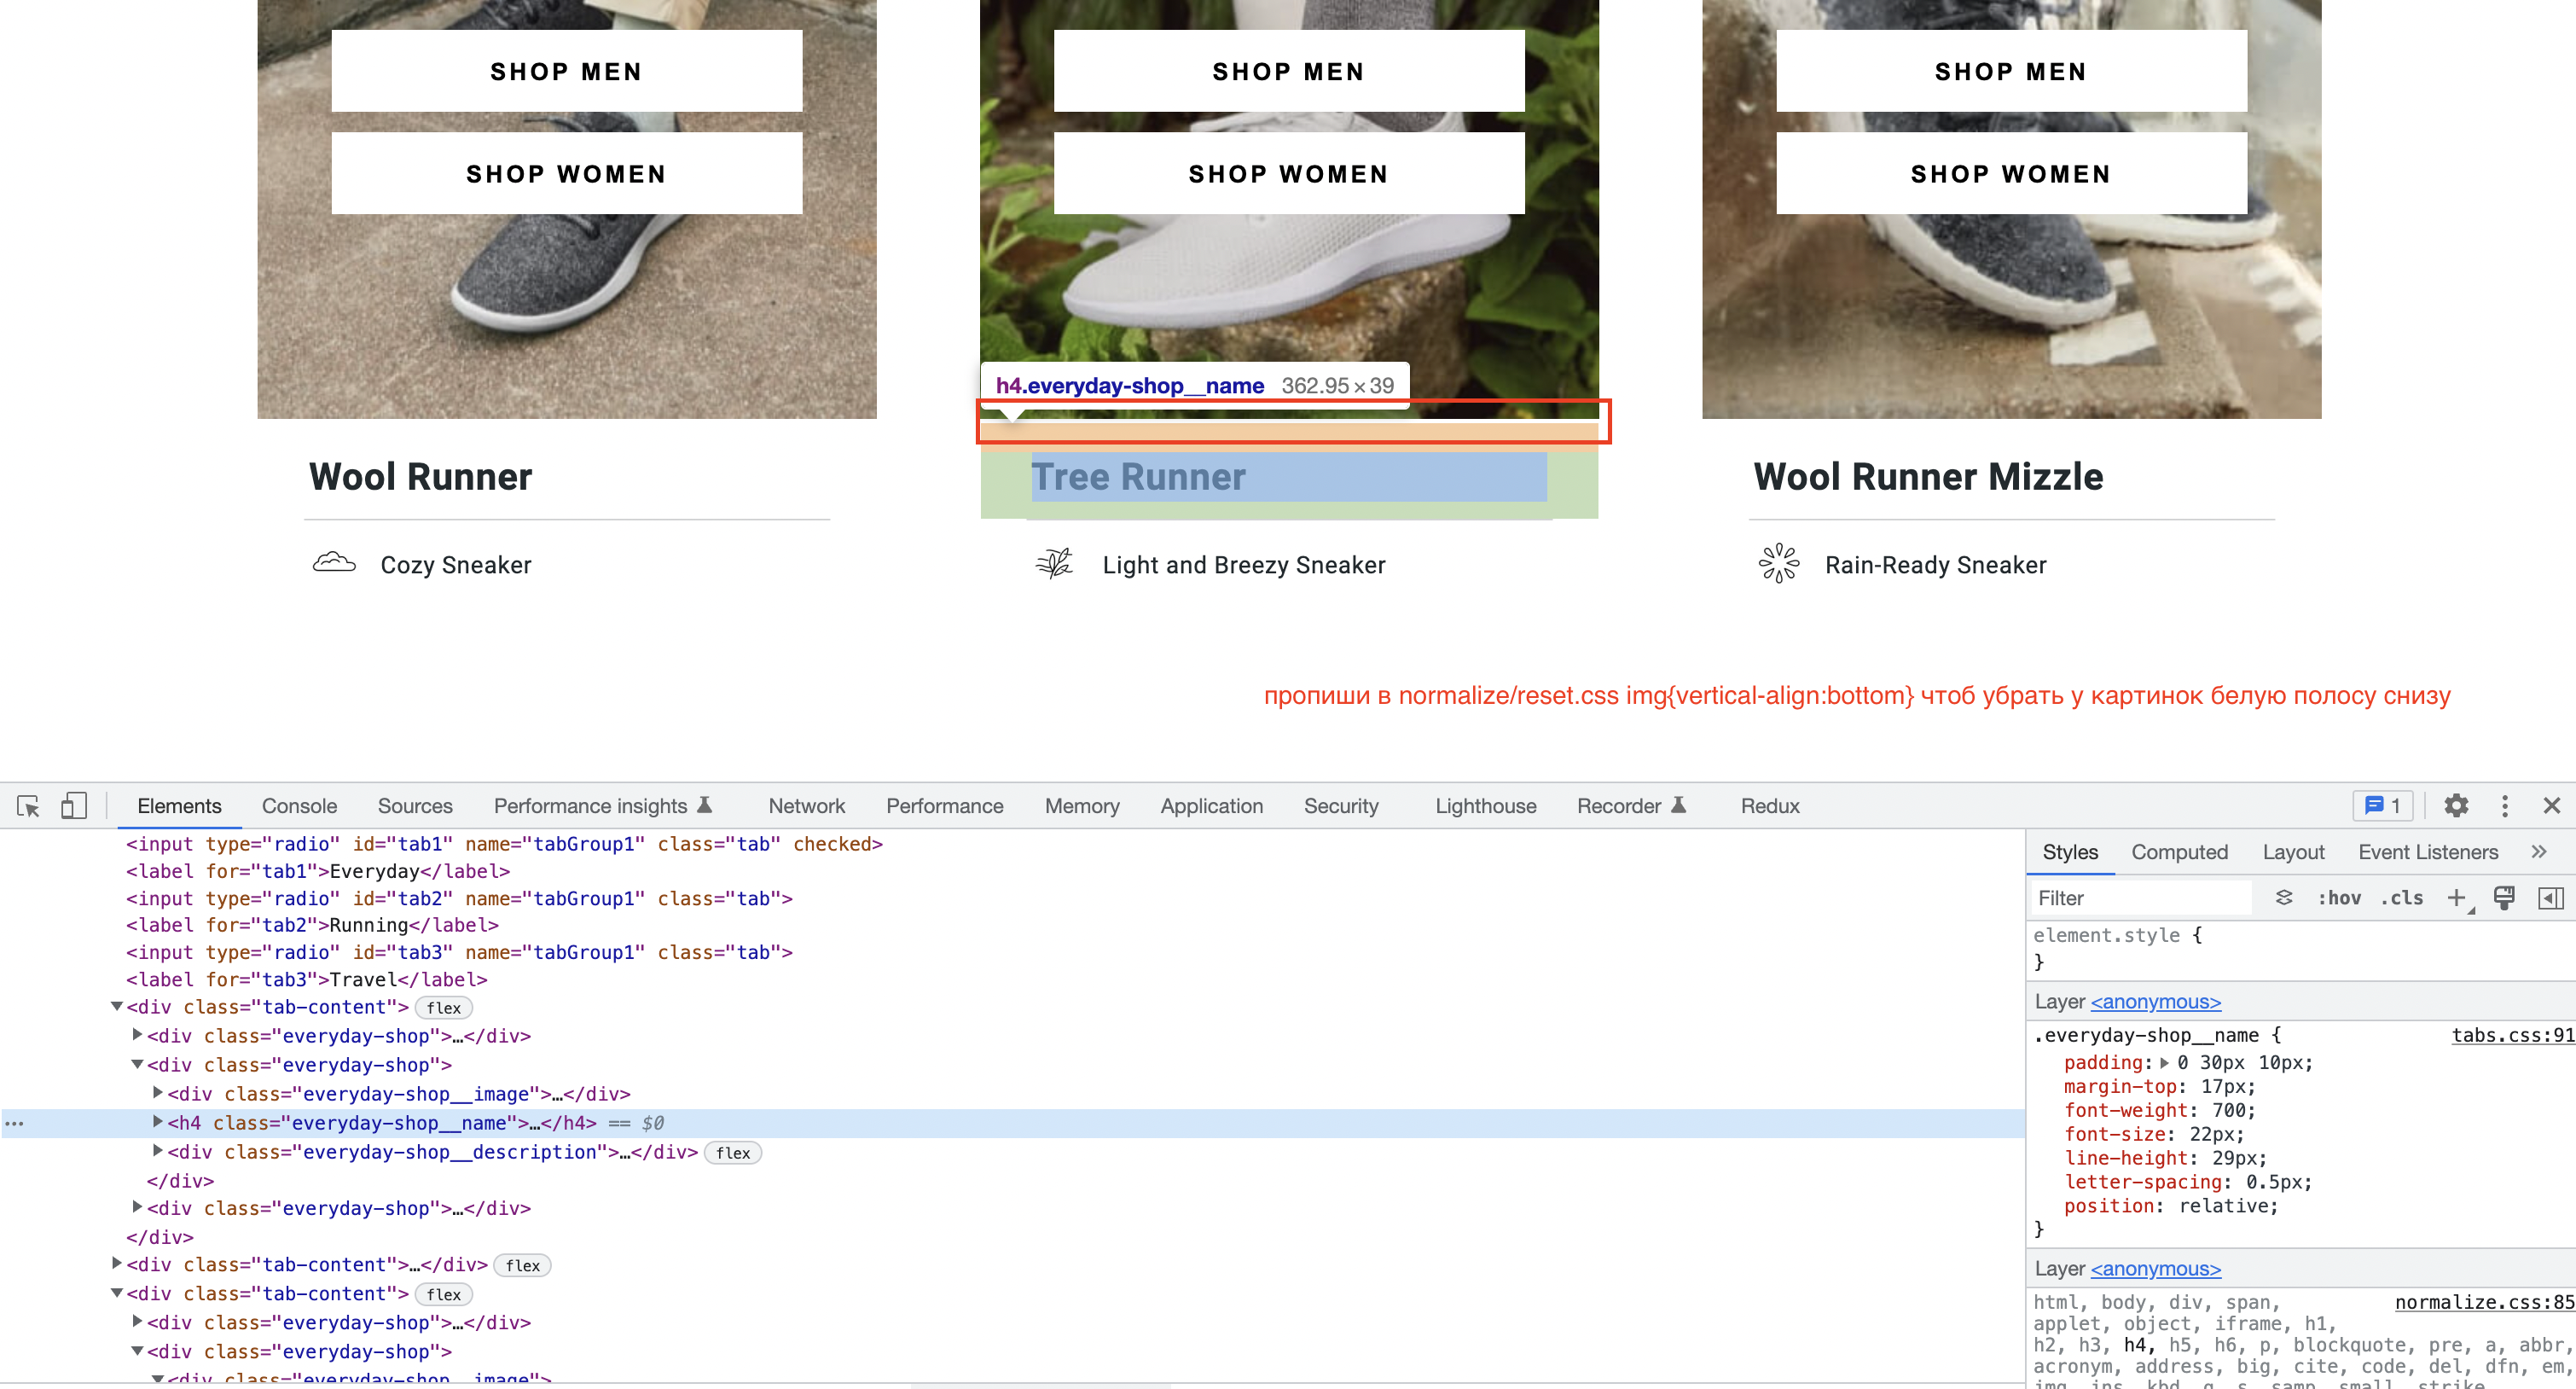 SHOP MEN
SHOP MEN
SHOP MEN
SHOP WOMEN
SHOP WOMEN
SHOP WOMEN
h4.everyday-shop__name 362.95 × 39
Wool Runner
Tree Runner
Wool Runner Mizzle
Cozy Sneaker
Light and Breezy Sneaker
Rain-Ready Sneaker
пропиши в normalize/reset.css img{vertical-align:bottom} чтоб убрать у картинок белую полосу снизу
Elements Console Sources Performance insights Network Performance Memory Application Security Lighthouse Recorder Redux 1
<input type="radio" id="tab1" name="tabGroup1" class="tab" checked>
<label for="tab1">Everyday</label>
<input type="radio" id="tab2" name="tabGroup1" class="tab">
<label for="tab2">Running</label>
<input type="radio" id="tab3" name="tabGroup1" class="tab">
<label for="tab3">Travel</label>
<div class="tab-content"> flex
<div class="everyday-shop">…</div>
<div class="everyday-shop">
<div class="everyday-shop__image">…</div>
<h4 class="everyday-shop__name">…</h4> == $0
<div class="everyday-shop__description">…</div> flex
</div>
<div class="everyday-shop">…</div>
</div>
<div class="tab-content">…</div> flex
<div class="tab-content"> flex
<div class="everyday-shop">…</div>
<div class="everyday-shop">
<div class="everyday-shop__image">
Styles Computed Layout Event Listeners »
Filter :hov .cls +
element.style {
}
Layer <anonymous>
.everyday-shop__name { tabs.css:91
padding: 0 30px 10px;
margin-top: 17px;
font-weight: 700;
font-size: 22px;
line-height: 29px;
letter-spacing: 0.5px;
position: relative;
}
Layer <anonymous>
html, body, div, span, normalize.css:85
applet, object, iframe, h1,
h2, h3, h4, h5, h6, p, blockquote, pre, a, abbr,
acronym, address, big, cite, code, del, dfn, em,
img, ins, kbd, q, s, samp, small, strike,